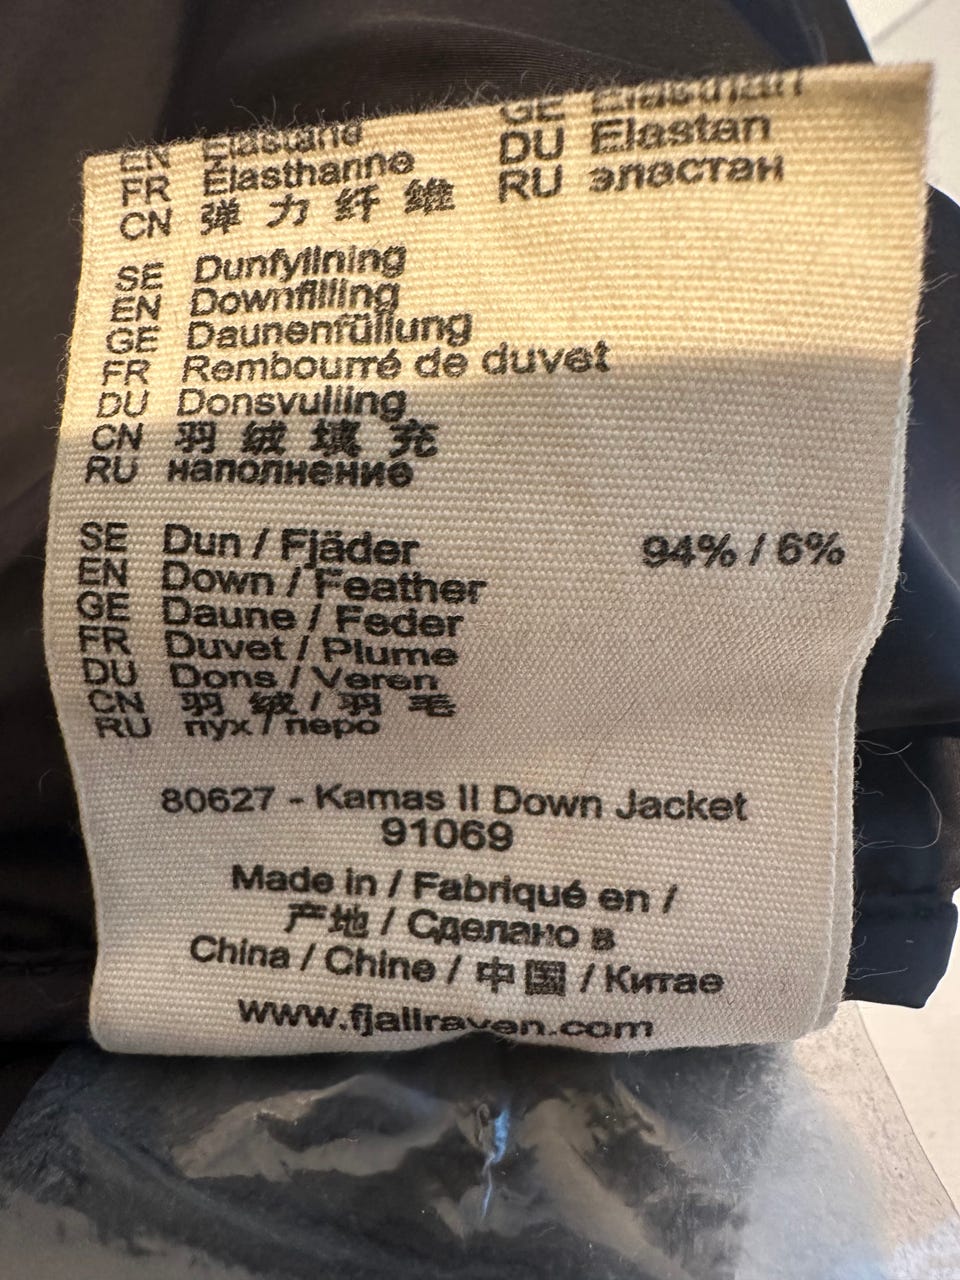 EN Elastane
FR Élasthanne
CN 弹力纤维
GE Elasthan
DU Elastan
RU эластан
SE Dunfyllning
EN Downfilling
GE Daunenfüllung
FR Rembourré de duvet
DU Donsvulling
CN 羽绒填充
RU наполнение
SE Dun / Fjäder 94% / 6%
EN Down / Feather
GE Daune / Feder
FR Duvet / Plume
DU Dons / Veren
CN 羽绒 / 羽毛
RU пух / перо
80627 - Kamas II Down Jacket
91069
Made in / Fabriqué en /
产地 / Сделано в
China / Chine / 中国 / Китае
www.fjallraven.com